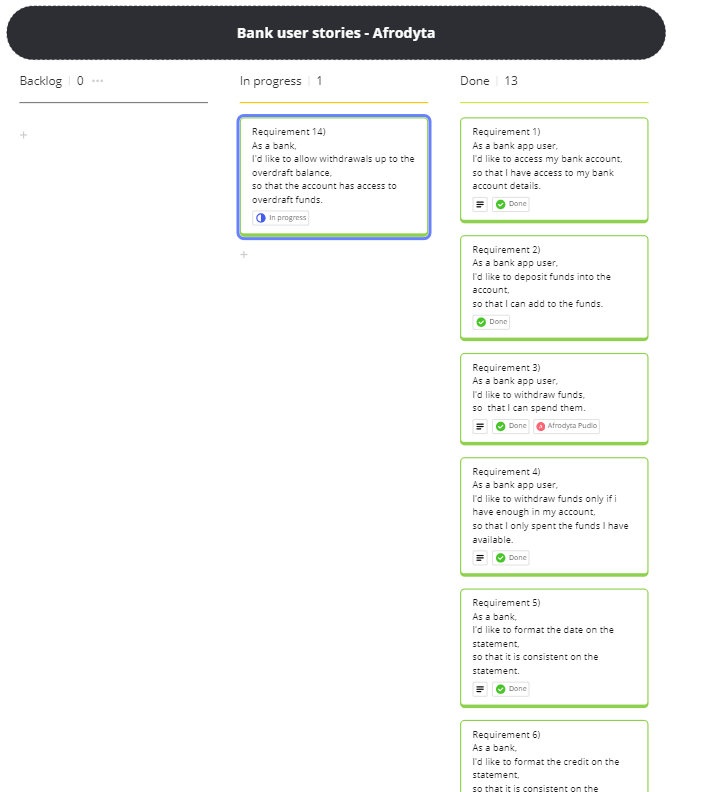 Bank user stories - Afrodyta
Backlog 0 ...
In progress 1
Done 13
+
Requirement 14)
As a bank,
I'd like to allow withdrawals up to the
overdraft balance,
so that the account has access to
overdraft funds.
In progress
+
Requirement 1)
As a bank app user,
I'd like to access my bank account,
so that I have access to my bank
account details.
Done
Requirement 2)
As a bank app user,
I'd like to deposit funds into the
account,
so that I can add to the funds.
Done
Requirement 3)
As a bank app user,
I'd like to withdraw funds,
so that I can spend them.
Done Afrodyta Pudlo
Requirement 4)
As a bank app user,
I'd like to withdraw funds only if i
have enough in my account,
so that I only spent the funds I have
available.
Done
Requirement 5)
As a bank,
I'd like to format the date on the
statement,
so that it is consistent on the
statement.
Done
Requirement 6)
As a bank,
I'd like to format the credit on the
statement,
so that it is consistent on the